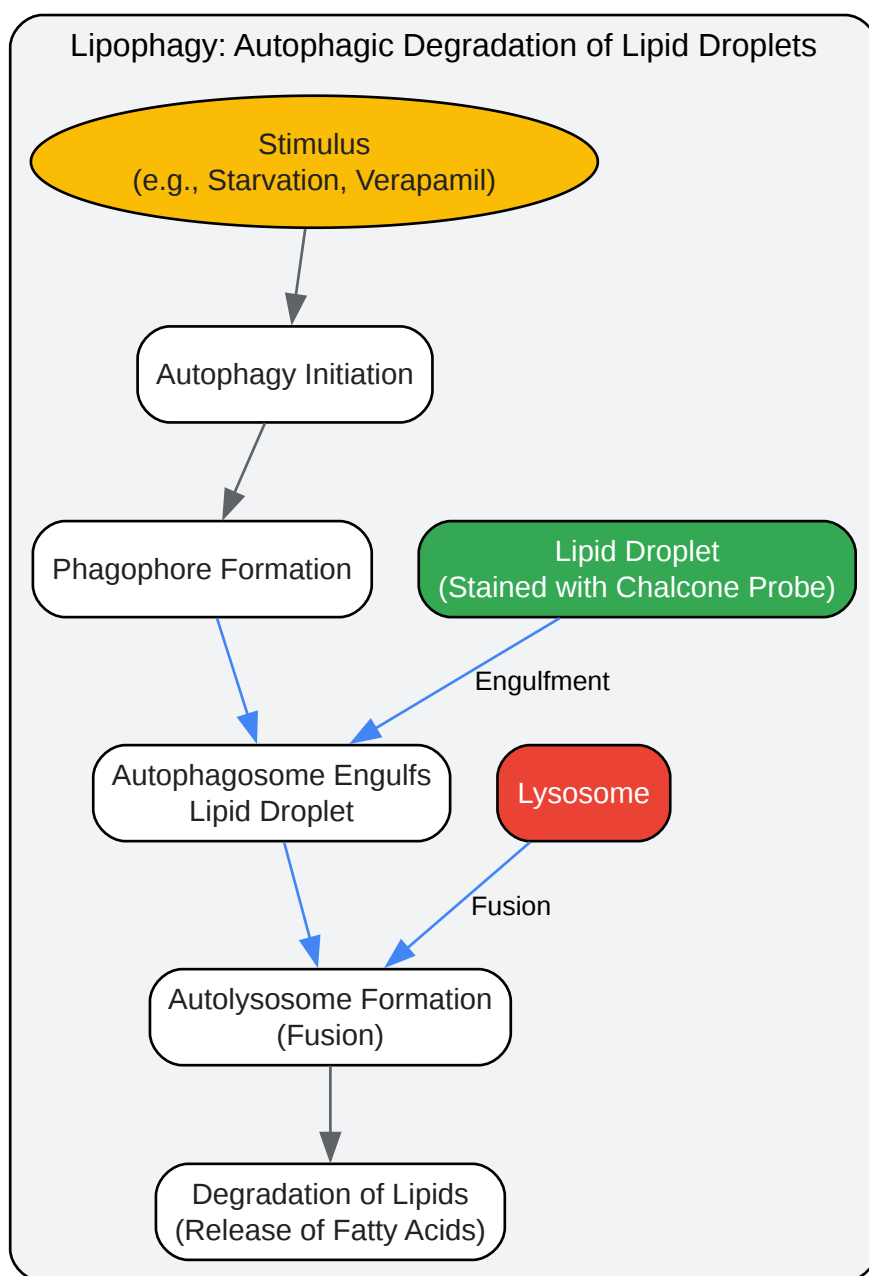 Lipophagy: Autophagic Degradation of Lipid Droplets
Stimulus
(e.g., Starvation, Verapamil)
Autophagy Initiation
Phagophore Formation
Lipid Droplet
(Stained with Chalcone Probe)
Engulfment
Autophagosome Engulfs
Lipid Droplet
Lysosome
Fusion
Autolysosome Formation
(Fusion)
Degradation of Lipids
(Release of Fatty Acids)